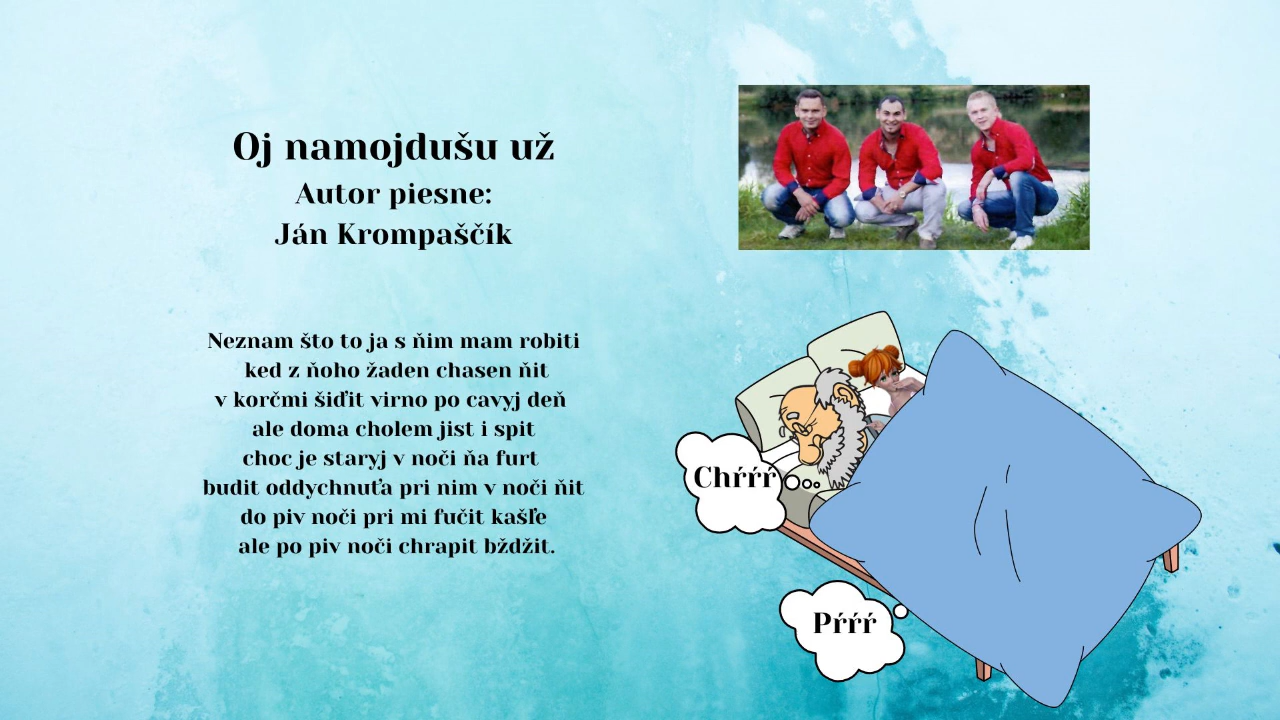 Oj namojdušu už
Autor piesne:
Ján Krompaščík
Neznam što to ja s ňim mam robiti
ked z ňoho žaden chasen ňit
v korčmi šiďit virno po cavyj deň
ale doma cholem jist i spit
choc je staryj v noči ňa furt
budit oddychnuťa pri nim v noči ňit
do piv noči pri mi fučit kašľe
ale po piv noči chrapit bždžit.
Chŕŕŕ
Pŕŕŕ